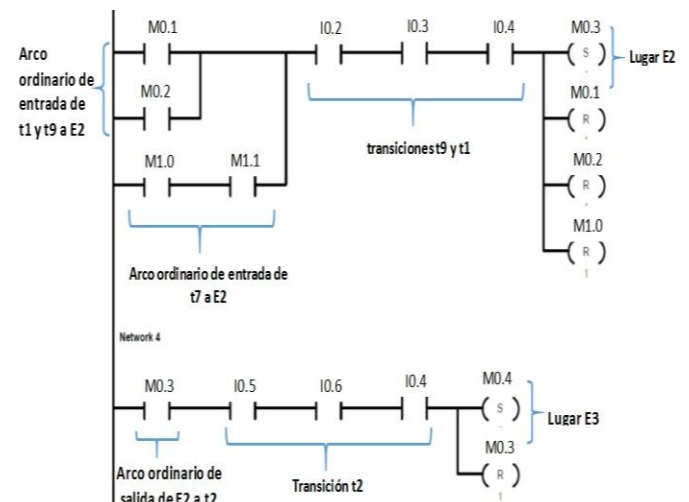 M0.1
I0.2
I0.3
I0.4
M0.3
S
Lugar E2
Arco
ordinario de
entrada de
t1 y t9 a E2
M0.2
M0.1
R
transicionest9 y t1
M1.0
M1.1
M0.2
R
M1.0
R
1
Arco ordinario de entrada de
t7 a E2
Network 4
M0.3
I0.5
I0.6
I0.4
M0.4
S
Lugar E3
M0.3
R
1
Arco ordinario de
salida de E2 a t2
Transición t2